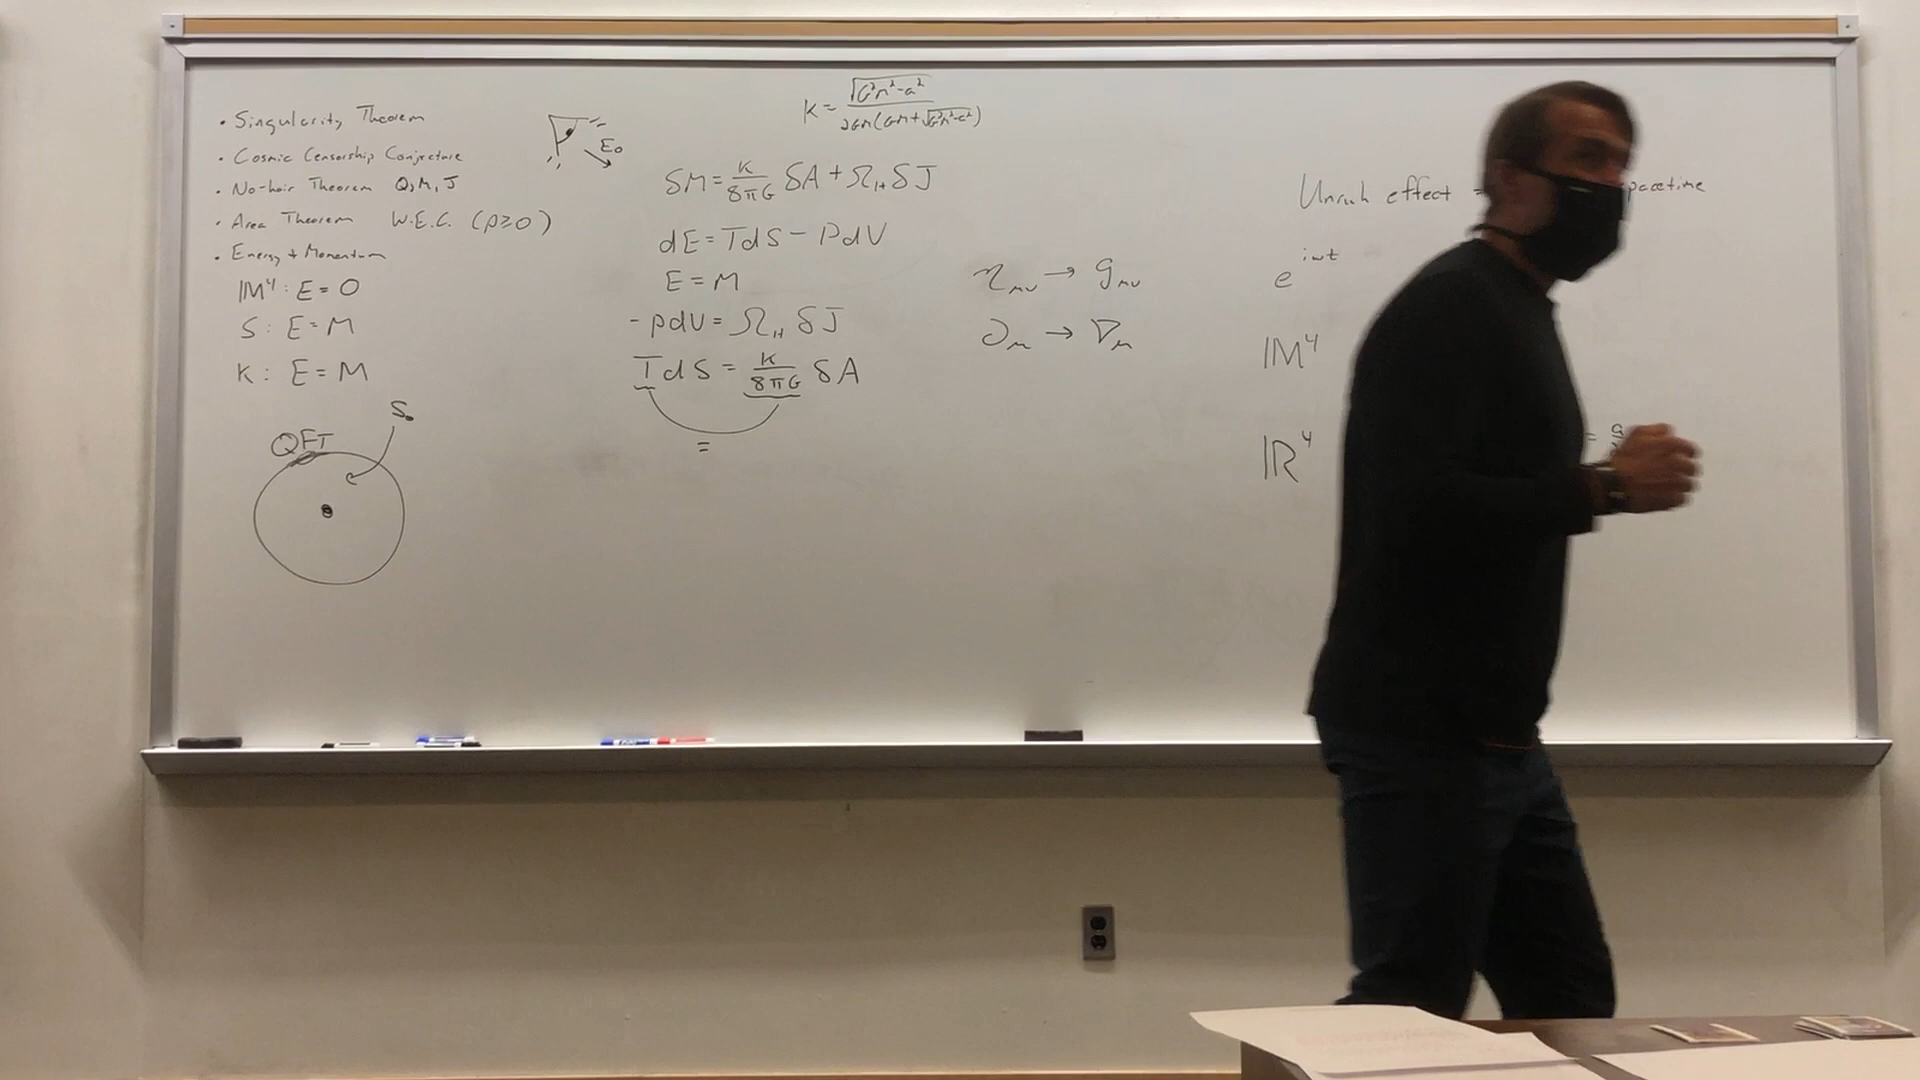 • Singularity Theorem
• Cosmic Censorship Conjecture
• No-hair Theorem Q, M, J
• Area Theorem W.E.C. (ρ≥0)
• Energy + Momentum
IM⁴: E = 0
S: E = M
K: E = M
S.
QFT
E₀
κ = √(G²M²-a²) / 2GM(GM+√(G²M²-a²))
δM = κ/8πG δA + Ω_H δJ
dE = TdS - PdV
E = M
-pdV = Ω_H δJ
TdS = κ/8πG δA
=
η_μν → g_μν
∂_μ → ∇_μ
Unruh effect
pacetime
e^iωt
IM⁴
IR⁴
=